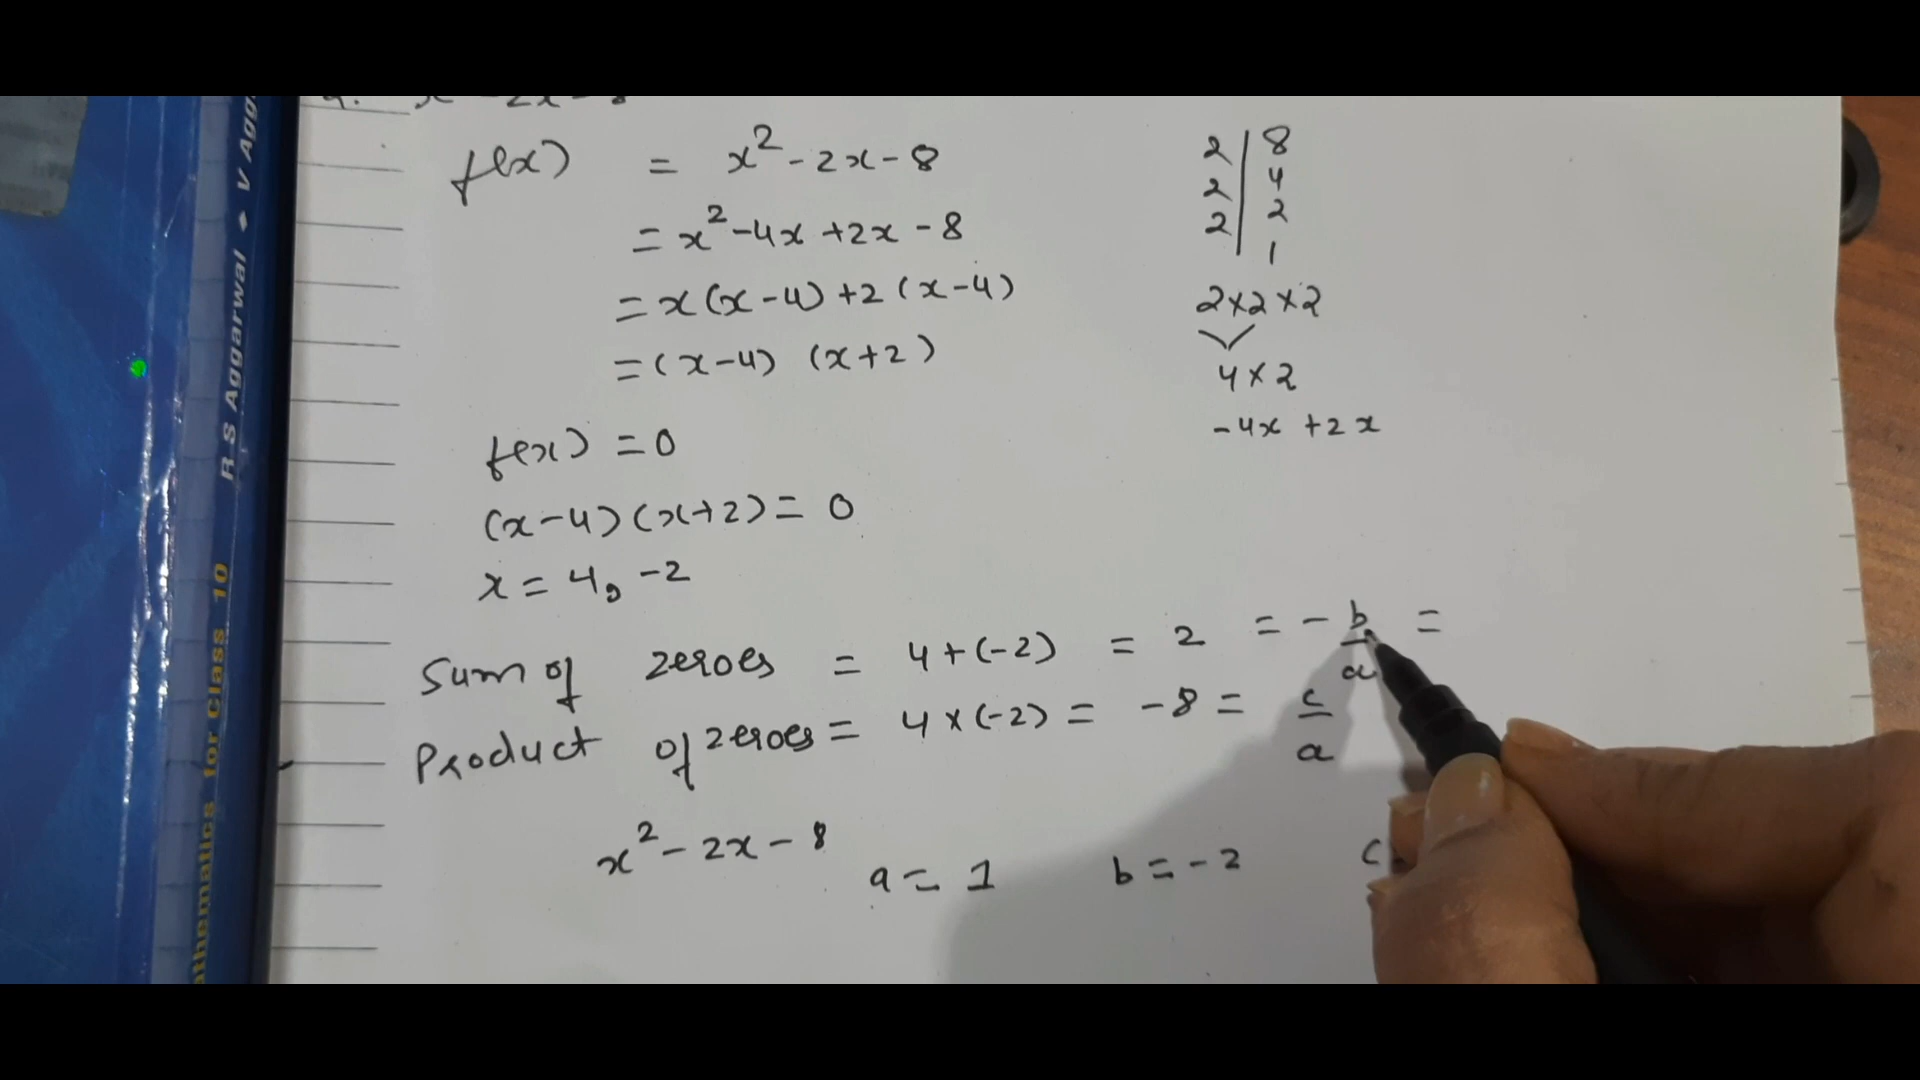 f(x) = x² - 2x - 8
= x² - 4x + 2x - 8
= x(x-4) + 2(x-4)
= (x-4) (x+2)
f(x) = 0
(x-4)(x+2) = 0
x = 4, -2
Sum of zeroes = 4+(-2) = 2 = - b/a =
Product of zeroes = 4×(-2) = -8 = c/a
x² - 2x - 8 a = 1 b = -2 c
2 | 8
2 | 4
2 | 2
1
2×2×2
4×2
-4x +2x
R S Aggarwal ◆ V Agg
athematics for Class 10